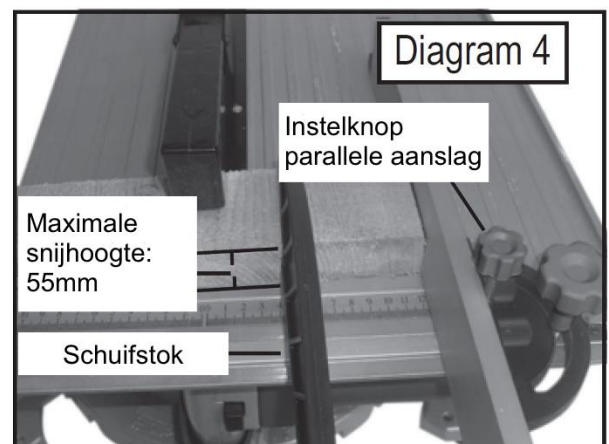 Diagram 4
Instelknop
parallele aanslag
Maximale
snijhoogte:
55mm
Schuifstok